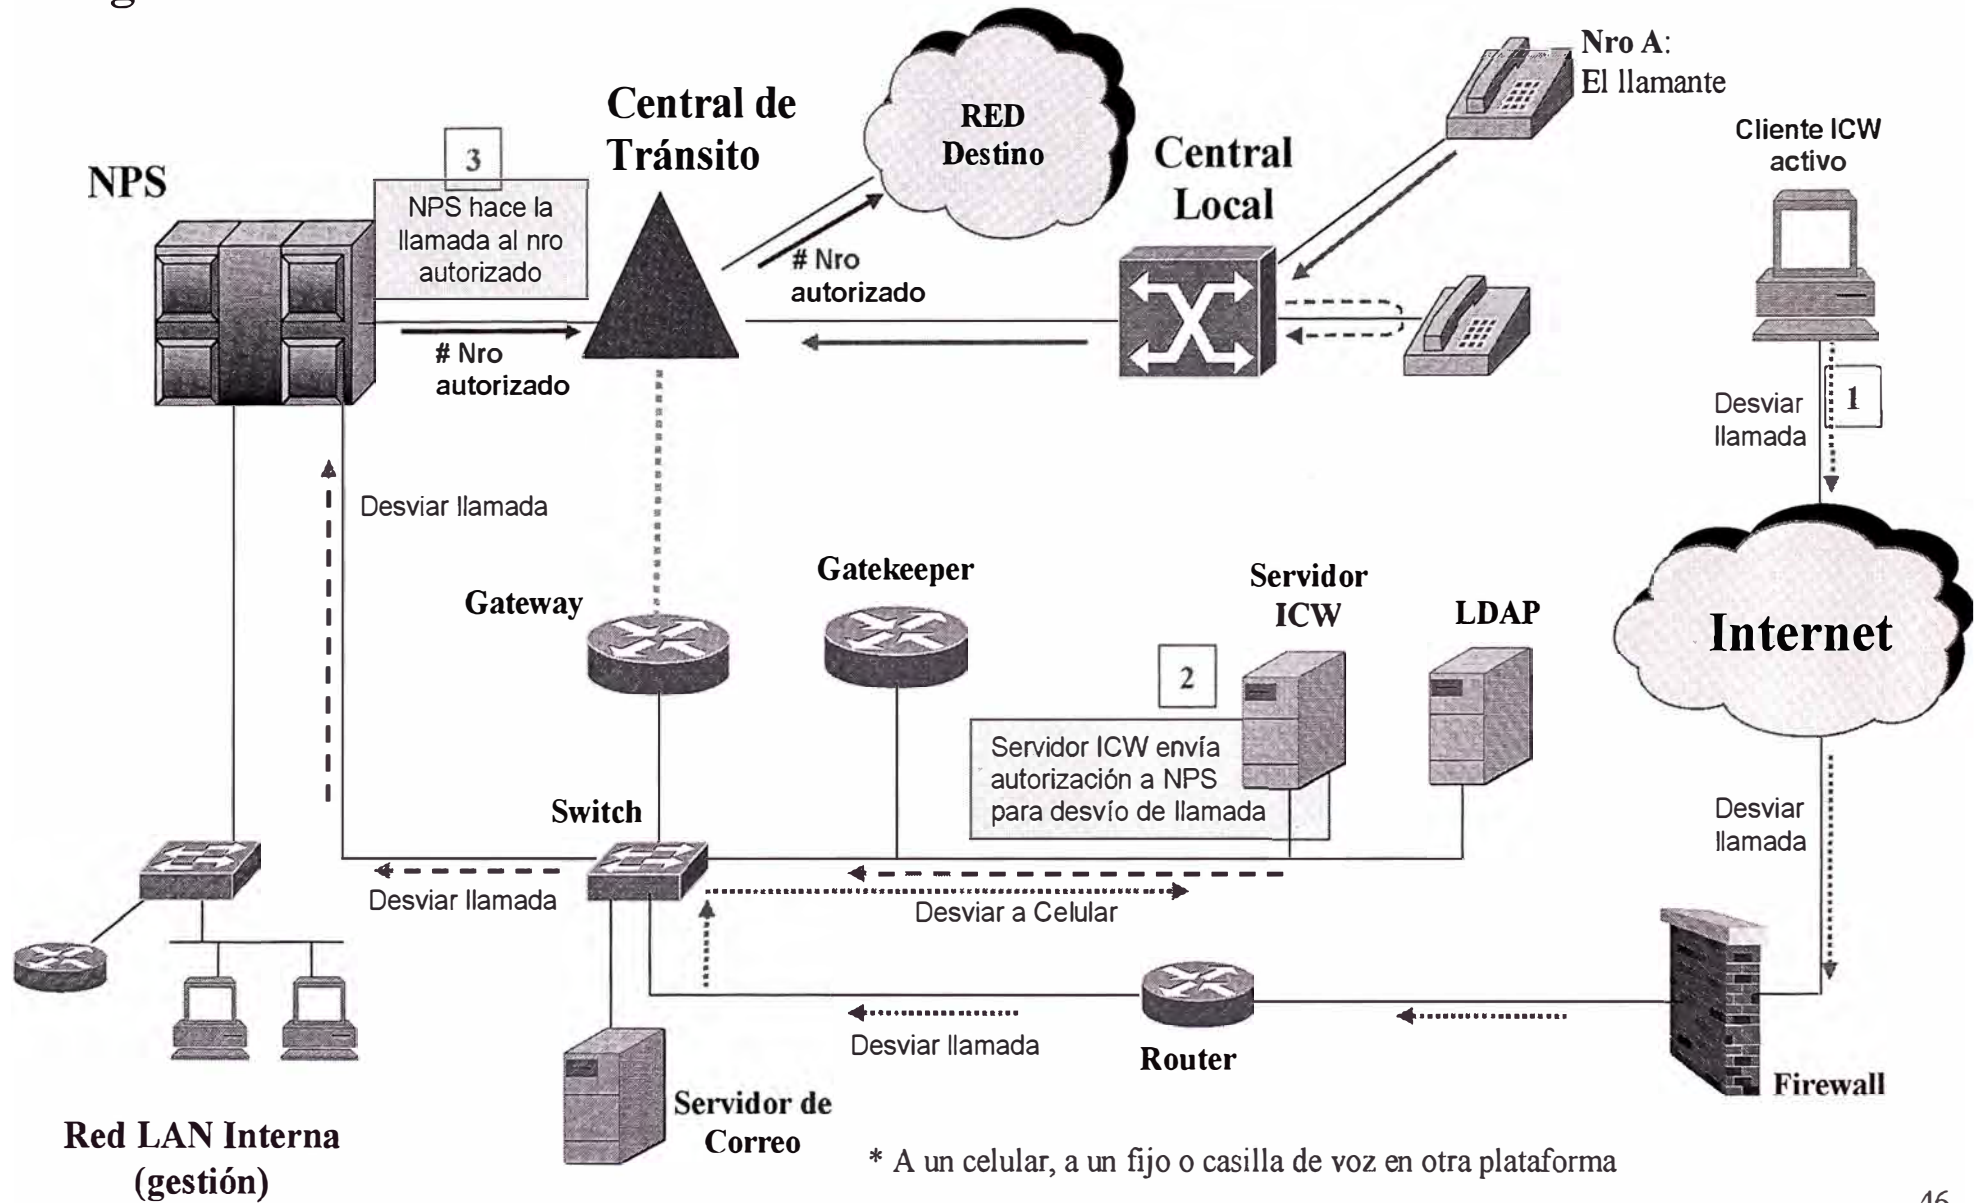 Nro A:
El llamante
RED
Destino
Central de
Tránsito
Central
Local
Cliente ICW
activo
3
NPS
NPS hace la
llamada al nro
autorizado
# Nro
autorizado
# Nro
autorizado
Desviar
llamada
1
Desviar llamada
Gatekeeper
Servidor
ICW
LDAP
Gateway
Internet
2
Servidor ICW envía
autorización a NPS
para desvío de llamada
Switch
Desviar
llamada
Desviar llamada
Desviar a Celular
Desviar llamada
Router
Firewall
Servidor de
Correo
Red LAN Interna
(gestión)
* A un celular, a un fijo o casilla de voz en otra plataforma
46